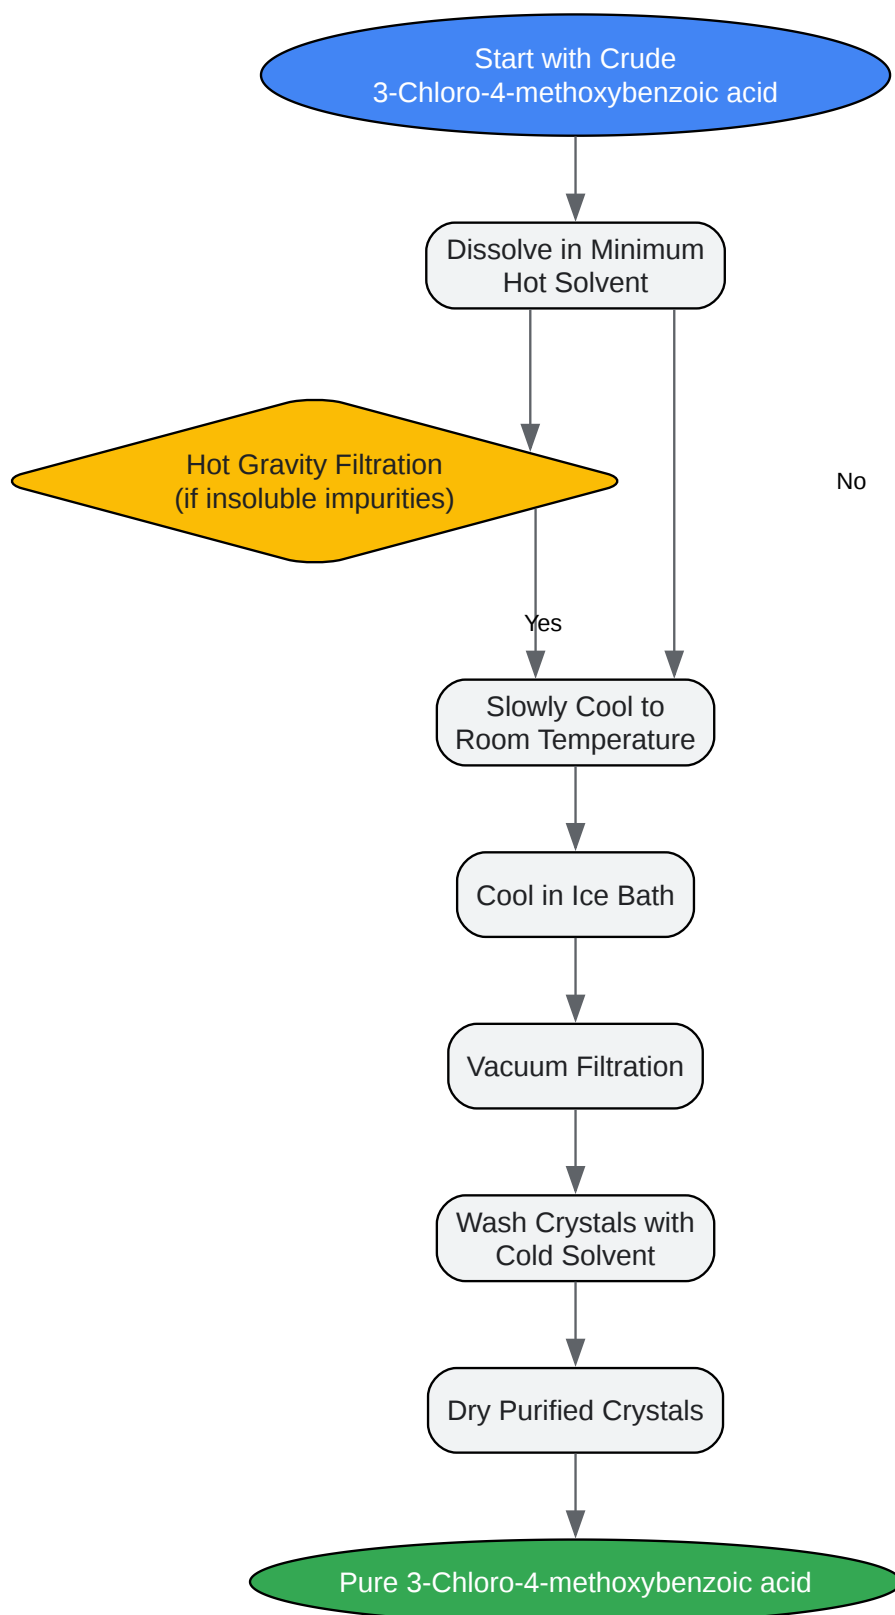 Start with Crude
3-Chloro-4-methoxybenzoic acid
Dissolve in Minimum
Hot Solvent
Hot Gravity Filtration
(if insoluble impurities)
No
Yes
Slowly Cool to
Room Temperature
Cool in Ice Bath
Vacuum Filtration
Wash Crystals with
Cold Solvent
Dry Purified Crystals
Pure 3-Chloro-4-methoxybenzoic acid